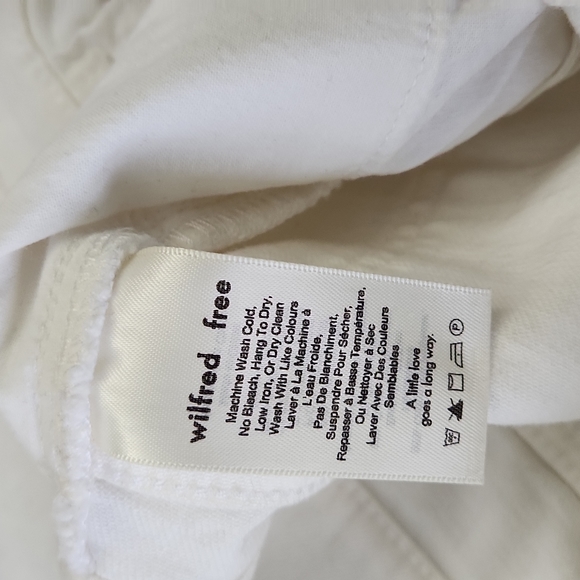 wilfred free
Machine Wash Cold,
No Bleach, Hang To Dry,
Low Iron, Or Dry Clean
Wash With Like Colours
Laver à La Machine à
L'eau Froide,
Pas De Blanchiment,
Suspendre Pour Sécher,
Repasser à Basse Température,
Ou Nettoyer à Sec
Laver Avec Des Couleurs
Semblables
A little love
goes a long way.
P